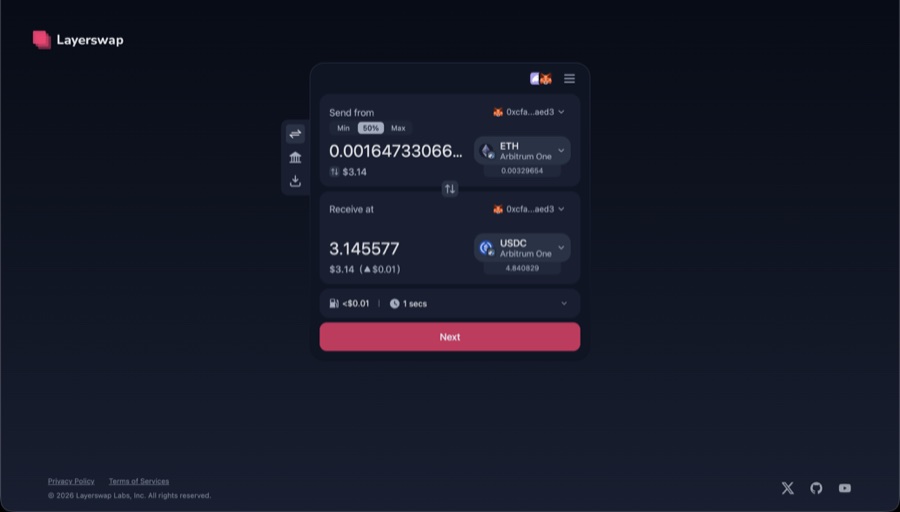 Layerswap
Send from
0xcfa...aed3
Min 50% Max
0.00164733066...
ETH
Arbitrum One
$3.14
0.00329654
Receive at
0xcfa...aed3
3.145577
USDC
Arbitrum One
$3.14 (▲$0.01)
4.840829
<$0.01 | 1 secs
Next
Privacy Policy Terms of Services
© 2026 Layerswap Labs, Inc. All rights reserved.